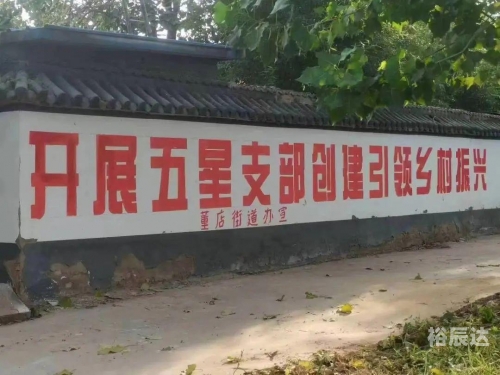 开展五星支部创建引领乡村振兴
董店街道办宣
裕辰达